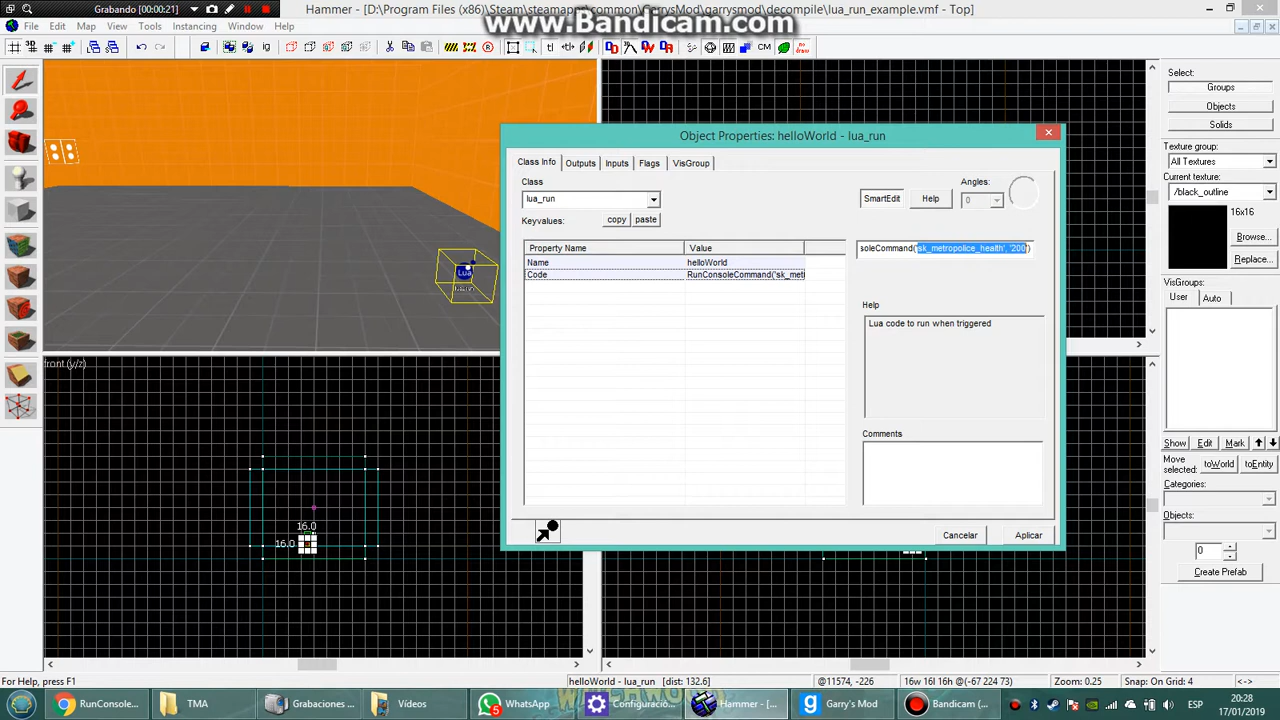 Grabando [00:00:21]
Hammer - [D:\Program Files (x86)\Steam\steamapps\common\GarrysMod\garrysmod\decompile\lua_run_example.vmf - Top]
www.Bandicam.com
File Edit Map View Tools Instancing Window Help
Object Properties: helloWorld - lua_run
Class Info Outputs Inputs Flags VisGroup
Class
lua_run
SmartEdit
Help
Angles:
0
Keyvalues:
copy
paste
Property Name Value
Name helloWorld
Code RunConsoleCommand('sk_met
soleCommand('sk_metropolice_health', '200')
Help
Lua code to run when triggered
Comments
Cancelar
Aplicar
Select:
Groups
Objects
Solids
Texture group:
All Textures
Current texture:
/black_outline
16x16
Browse...
Replace...
VisGroups:
User Auto
Show Edit Mark
Move selected:
toWorld
toEntity
Categories:
Objects:
0
Create Prefab
Lua
front (y/z)
16.0
16.0
For Help, press F1
helloWorld - lua_run [dist: 132.6]
@11574, -226
16w 16l 16h @(-67 224 73)
Zoom: 0.25
Snap: On Grid: 4
<->
RunConsole...
TMA
Grabaciones ...
Vídeos
5
WhatsApp
Configuració...
Hammer - [...
Garry's Mod
Bandicam (...
ESP
20:28
17/01/2019